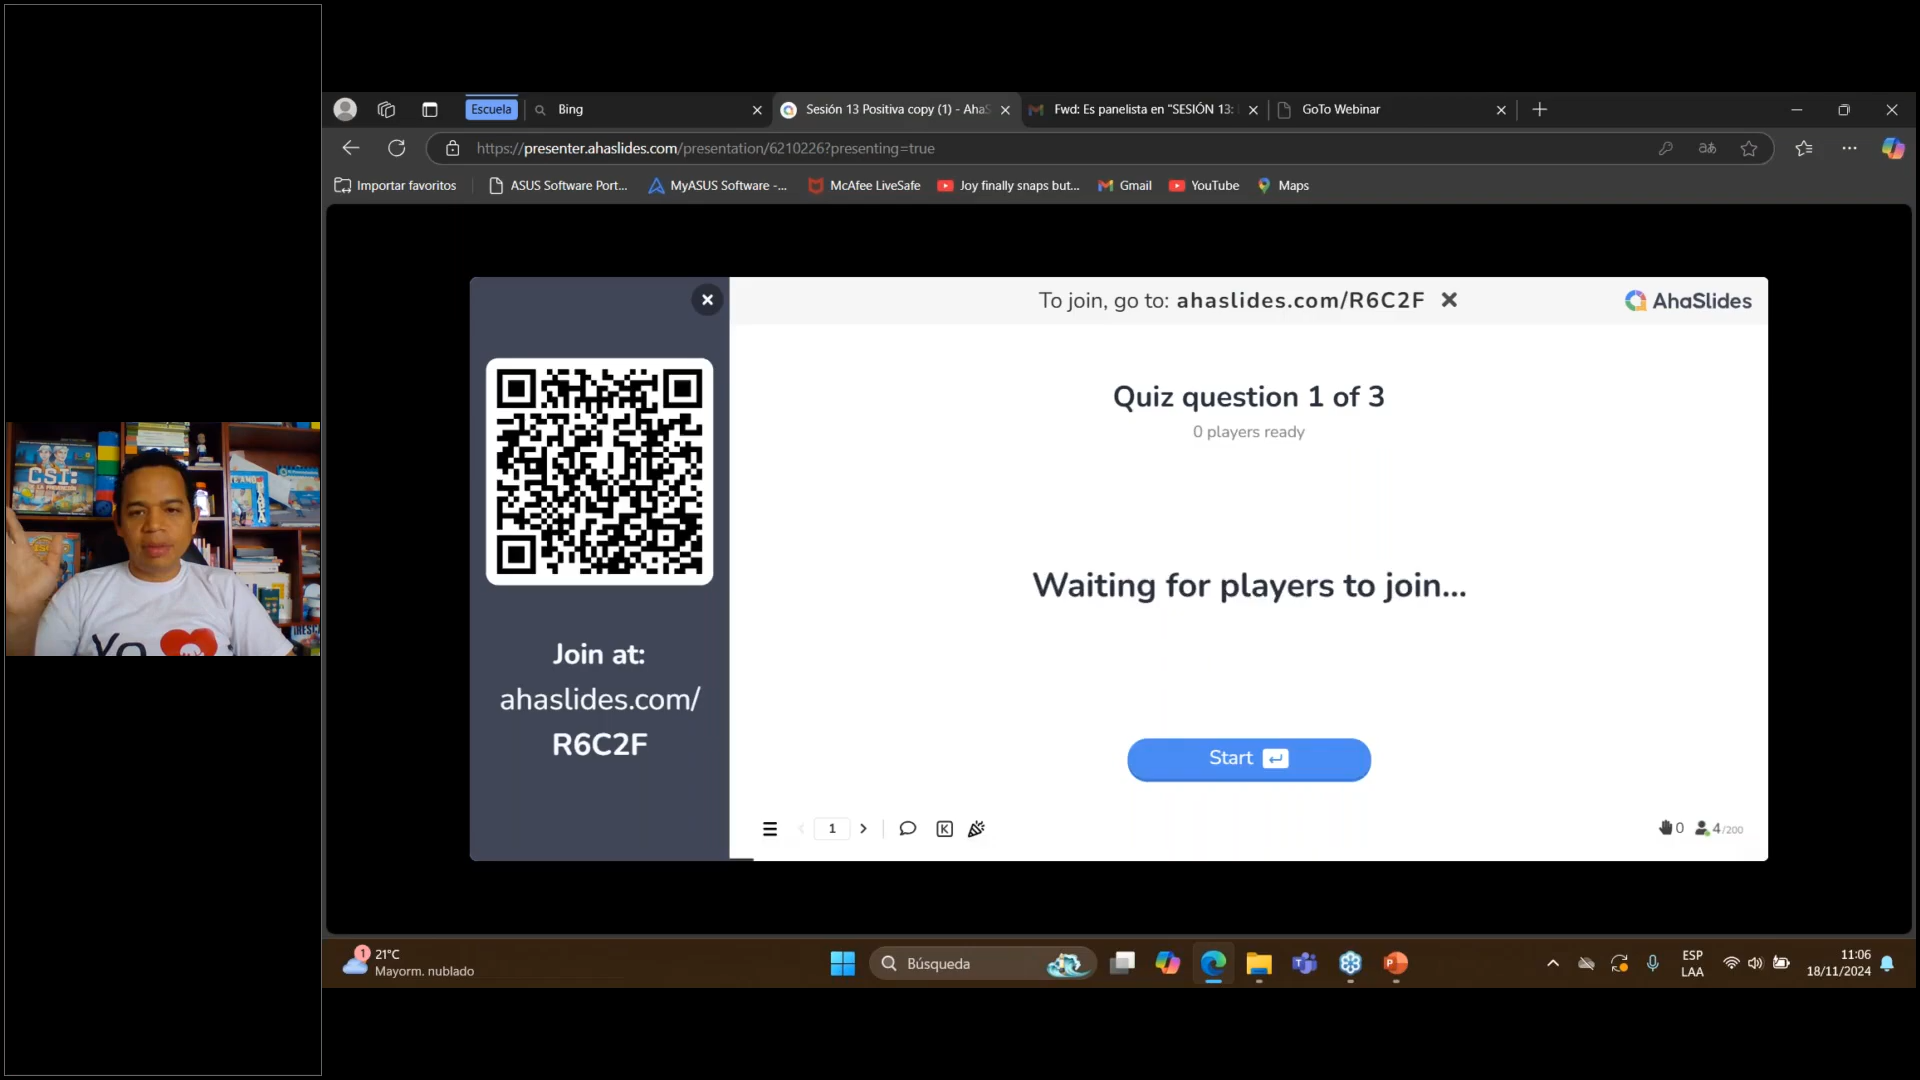 Escuela
Bing
Sesión 13 Positiva copy (1) - AhaS
Fwd: Es panelista en "SESIÓN 13:
GoTo Webinar
https://presenter.ahaslides.com/presentation/6210226?presenting=true
Importar favoritos
ASUS Software Port...
MyASUS Software -...
McAfee LiveSafe
Joy finally snaps but...
Gmail
YouTube
Maps
To join, go to: ahaslides.com/R6C2F
AhaSlides
Quiz question 1 of 3
0 players ready
Waiting for players to join...
Start
Join at:
ahaslides.com/
R6C2F
1
K
0
4/200
CSI:
Yo
1
21°C
Mayorm. nublado
Búsqueda
ESP
LAA
11:06
18/11/2024